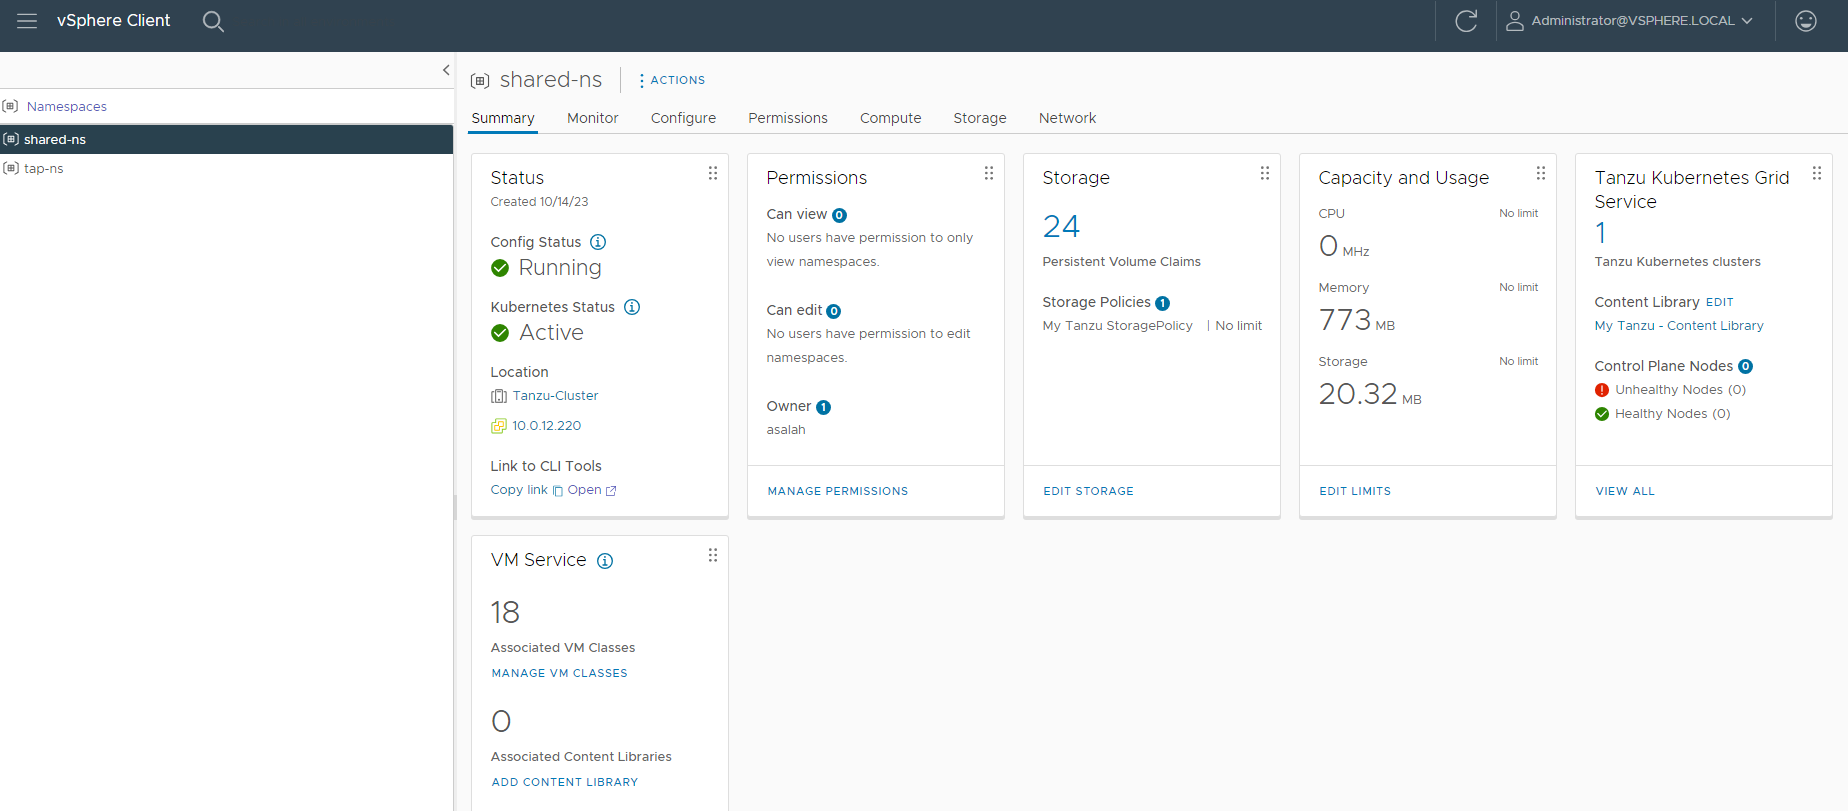 vSphere Client
Administrator@VSPHERE.LOCAL
Namespaces
shared-ns
tap-ns
shared-ns
ACTIONS
Summary Monitor Configure Permissions Compute Storage Network
Status
Created 10/14/23
Config Status
Running
Kubernetes Status
Active
Location
Tanzu-Cluster
10.0.12.220
Link to CLI Tools
Copy link Open
Permissions
Can view 0
No users have permission to only
view namespaces.
Can edit 0
No users have permission to edit
namespaces.
Owner 1
asalah
MANAGE PERMISSIONS
Storage
24
Persistent Volume Claims
Storage Policies 1
My Tanzu StoragePolicy | No limit
EDIT STORAGE
Capacity and Usage
CPU No limit
0 MHz
Memory No limit
773 MB
Storage No limit
20.32 MB
EDIT LIMITS
Tanzu Kubernetes Grid
Service
1
Tanzu Kubernetes clusters
Content Library EDIT
My Tanzu - Content Library
Control Plane Nodes 0
Unhealthy Nodes (0)
Healthy Nodes (0)
VIEW ALL
VM Service
18
Associated VM Classes
MANAGE VM CLASSES
0
Associated Content Libraries
ADD CONTENT LIBRARY